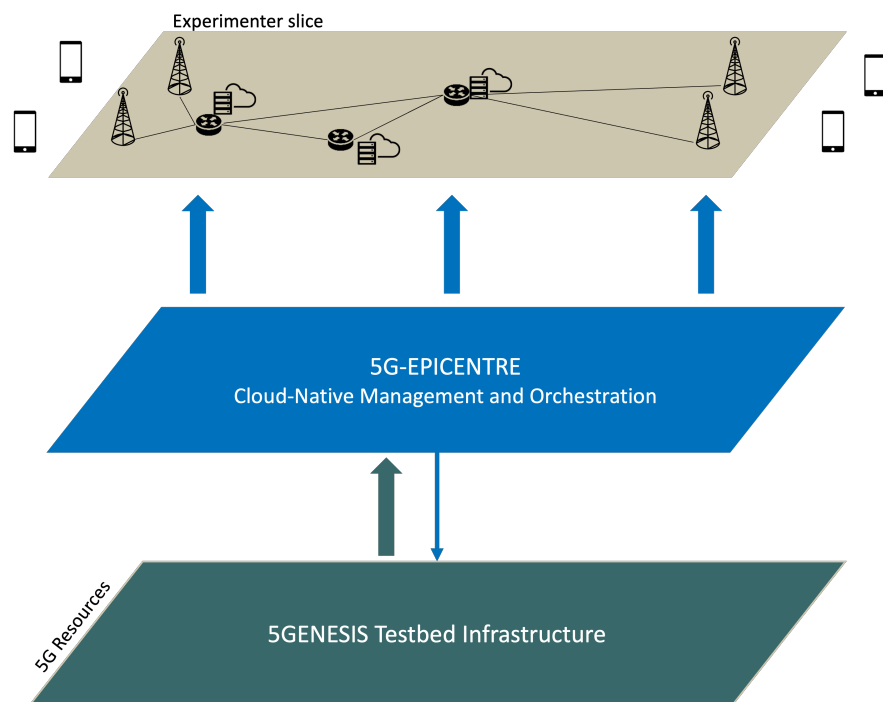 Experimenter slice
5G-EPICENTRE
Cloud-Native Management and Orchestration
5G Resources
5GENESIS Testbed Infrastructure